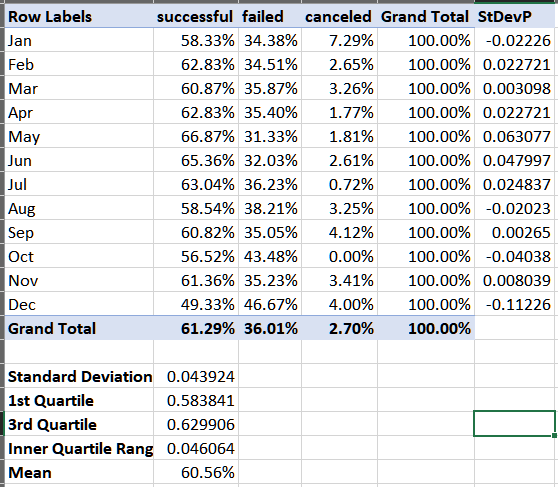 Row Labels successful failed canceled Grand Total StDevP
Jan 58.33% 34.38% 7.29% 100.00% -0.02226
Feb 62.83% 34.51% 2.65% 100.00% 0.022721
Mar 60.87% 35.87% 3.26% 100.00% 0.003098
Apr 62.83% 35.40% 1.77% 100.00% 0.022721
May 66.87% 31.33% 1.81% 100.00% 0.063077
Jun 65.36% 32.03% 2.61% 100.00% 0.047997
Jul 63.04% 36.23% 0.72% 100.00% 0.024837
Aug 58.54% 38.21% 3.25% 100.00% -0.02023
Sep 60.82% 35.05% 4.12% 100.00% 0.00265
Oct 56.52% 43.48% 0.00% 100.00% -0.04038
Nov 61.36% 35.23% 3.41% 100.00% 0.008039
Dec 49.33% 46.67% 4.00% 100.00% -0.11226
Grand Total 61.29% 36.01% 2.70% 100.00%
Standard Deviation 0.043924
1st Quartile 0.583841
3rd Quartile 0.629906
Inner Quartile Rang 0.046064
Mean 60.56%